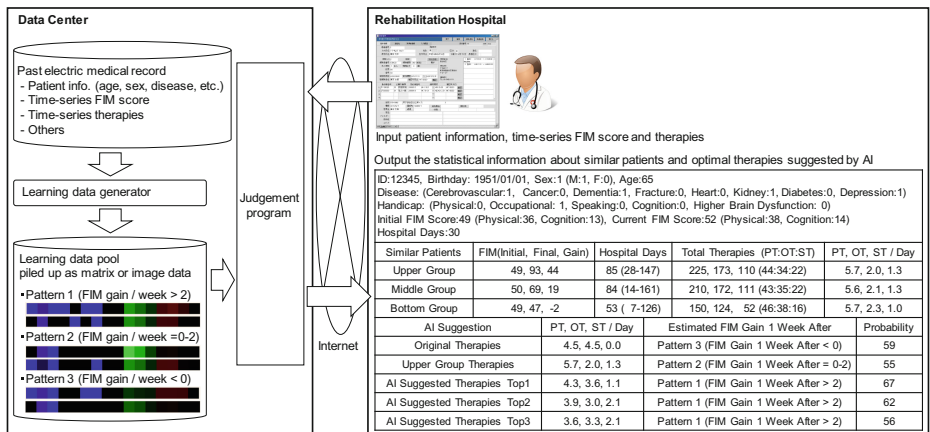 Data Center
Past electric medical record
- Patient info. (age, sex, disease, etc.)
- Time-series FIM score
- Time-series therapies
- Others
Learning data generator
Learning data pool
piled up as matrix or image data
▪Pattern 1 (FIM gain / week > 2)
▪Pattern 2 (FIM gain / week =0-2)
▪Pattern 3 (FIM gain / week < 0)
Judgement
program
Internet
Rehabilitation Hospital
Input patient information, time-series FIM score and therapies
Output the statistical information about similar patients and optimal therapies suggested by AI
ID:12345, Birthday: 1951/01/01, Sex:1 (M:1, F:0), Age:65
Disease: (Cerebrovascular:1, Cancer:0, Dementia:1, Fracture:0, Heart:0, Kidney:1, Diabetes:0, Depression:1)
Handicap: (Physical:0, Occupational: 1, Speaking:0, Cognition:0, Higher Brain Dysfunction: 0)
Initial FIM Score:49 (Physical:36, Cognition:13), Current FIM Score:52 (Physical:38, Cognition:14)
Hospital Days:30
Similar Patients FIM(Initial, Final, Gain) Hospital Days Total Therapies (PT:OT:ST) PT, OT, ST / Day
Upper Group 49, 93, 44 85 (28-147) 225, 173, 110 (44:34:22) 5.7, 2.0, 1.3
Middle Group 50, 69, 19 84 (14-161) 210, 172, 111 (43:35:22) 5.6, 2.1, 1.3
Bottom Group 49, 47, -2 53 ( 7-126) 150, 124, 52 (46:38:16) 5.7, 2.3, 1.0
AI Suggestion PT, OT, ST / Day Estimated FIM Gain 1 Week After Probability
Original Therapies 4.5, 4.5, 0.0 Pattern 3 (FIM Gain 1 Week After < 0) 59
Upper Group Therapies 5.7, 2.0, 1.3 Pattern 2 (FIM Gain 1 Week After = 0-2) 55
AI Suggested Therapies Top1 4.3, 3.6, 1.1 Pattern 1 (FIM Gain 1 Week After > 2) 67
AI Suggested Therapies Top2 3.9, 3.0, 2.1 Pattern 1 (FIM Gain 1 Week After > 2) 62
AI Suggested Therapies Top3 3.6, 3.3, 2.1 Pattern 1 (FIM Gain 1 Week After > 2) 56